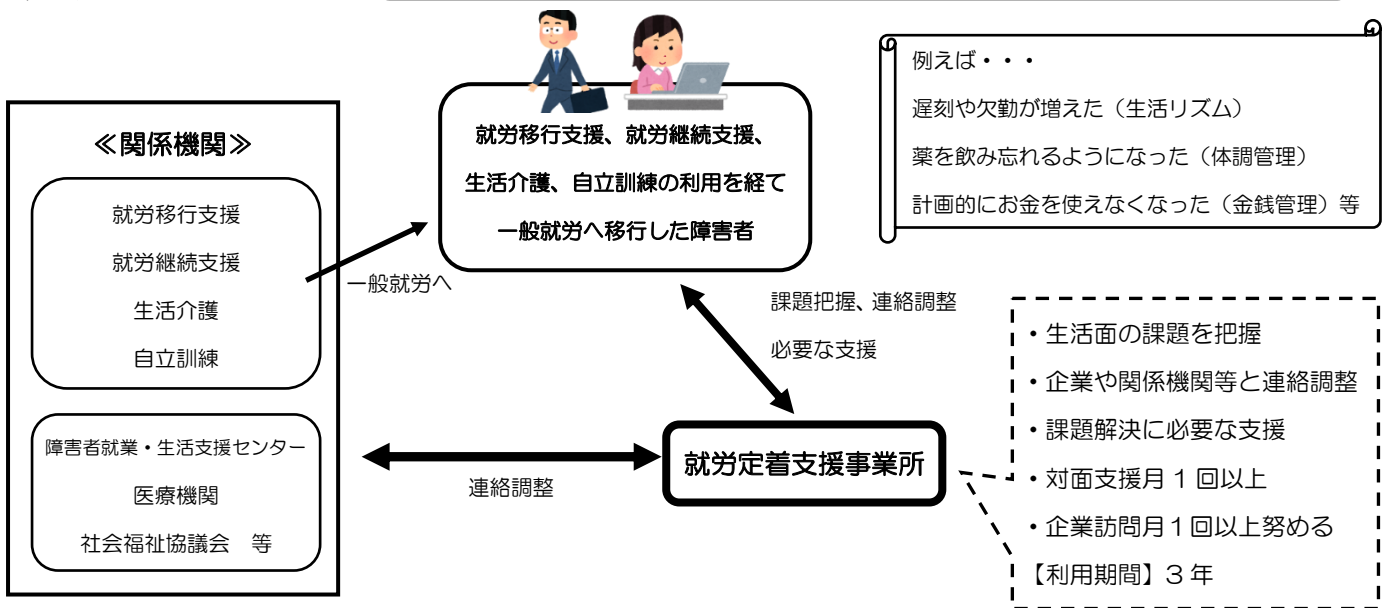 例えば・・・
遅刻や欠勤が増えた（生活リズム）
薬を飲み忘れるようになった（体調管理）
計画的にお金を使えなくなった（金銭管理）等
就労移行支援、就労継続支援、
生活介護、自立訓練の利用を経て
一般就労へ移行した障害者
≪関係機関≫
就労移行支援
就労継続支援
生活介護
自立訓練
一般就労へ
障害者就業・生活支援センター
医療機関
社会福祉協議会　等
連絡調整
課題把握、連絡調整
必要な支援
就労定着支援事業所
・生活面の課題を把握
・企業や関係機関等と連絡調整
・課題解決に必要な支援
・対面支援月１回以上
・企業訪問月１回以上努める
【利用期間】３年